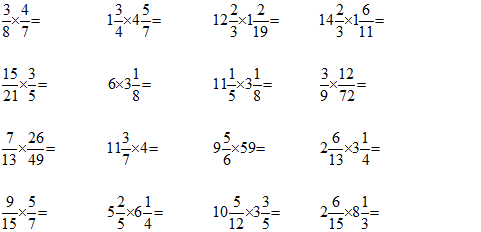 3/8×4/7= 1 3/4×4 5/7= 12 2/3×1 2/19= 14 2/3×1 6/11=
15/21×3/5= 6×3 1/8= 11 1/5×3 1/8= 3/9×12/72=
7/13×26/49= 11 3/7×4= 9 5/6×59= 2 6/13×3 1/4=
9/15×5/7= 5 2/5×6 1/4= 10 5/12×3 3/5= 2 6/15×8 1/3=